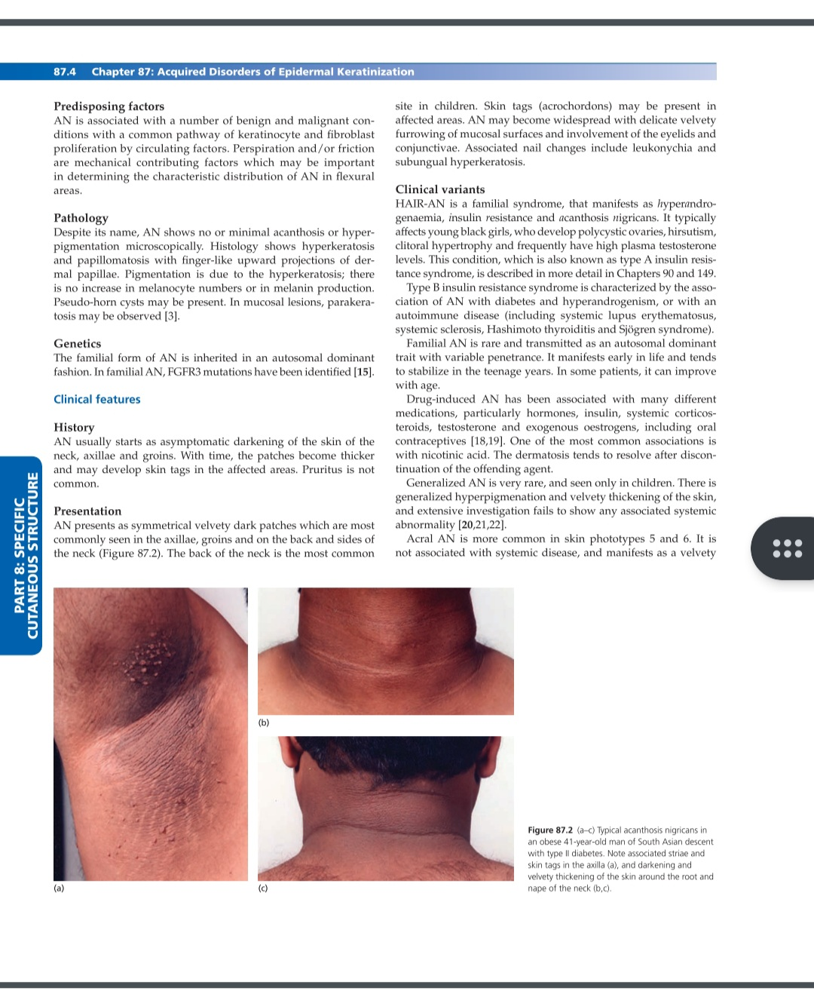 87.4 Chapter 87: Acquired Disorders of Epidermal Keratinization
Predisposing factors
AN is associated with a number of benign and malignant con-
ditions with a common pathway of keratinocyte and fibroblast
proliferation by circulating factors. Perspiration and/or friction
are mechanical contributing factors which may be important
in determining the characteristic distribution of AN in flexural
areas.
Pathology
Despite its name, AN shows no or minimal acanthosis or hyper-
pigmentation microscopically. Histology shows hyperkeratosis
and papillomatosis with finger-like upward projections of der-
mal papillae. Pigmentation is due to the hyperkeratosis; there
is no increase in melanocyte numbers or in melanin production.
Pseudo-horn cysts may be present. In mucosal lesions, parakera-
tosis may be observed [3].
Genetics
The familial form of AN is inherited in an autosomal dominant
fashion. In familial AN, FGFR3 mutations have been identified [15].
Clinical features
History
AN usually starts as asymptomatic darkening of the skin of the
neck, axillae and groins. With time, the patches become thicker
and may develop skin tags in the affected areas. Pruritus is not
common.
Presentation
AN presents as symmetrical velvety dark patches which are most
commonly seen in the axillae, groins and on the back and sides of
the neck (Figure 87.2). The back of the neck is the most common
site in children. Skin tags (acrochordons) may be present in
affected areas. AN may become widespread with delicate velvety
furrowing of mucosal surfaces and involvement of the eyelids and
conjunctivae. Associated nail changes include leukonychia and
subungual hyperkeratosis.
Clinical variants
HAIR-AN is a familial syndrome, that manifests as hyperandro-
genaemia, insulin resistance and acanthosis nigricans. It typically
affects young black girls, who develop polycystic ovaries, hirsutism,
clitoral hypertrophy and frequently have high plasma testosterone
levels. This condition, which is also known as type A insulin resis-
tance syndrome, is described in more detail in Chapters 90 and 149.
Type B insulin resistance syndrome is characterized by the asso-
ciation of AN with diabetes and hyperandrogenism, or with an
autoimmune disease (including systemic lupus erythematosus,
systemic sclerosis, Hashimoto thyroiditis and Sjögren syndrome).
Familial AN is rare and transmitted as an autosomal dominant
trait with variable penetrance. It manifests early in life and tends
to stabilize in the teenage years. In some patients, it can improve
with age.
Drug-induced AN has been associated with many different
medications, particularly hormones, insulin, systemic corticos-
teroids, testosterone and exogenous oestrogens, including oral
contraceptives [18,19]. One of the most common associations is
with nicotinic acid. The dermatosis tends to resolve after discon-
tinuation of the offending agent.
Generalized AN is very rare, and seen only in children. There is
generalized hyperpigmenation and velvety thickening of the skin,
and extensive investigation fails to show any associated systemic
abnormality [20,21,22].
Acral AN is more common in skin phototypes 5 and 6. It is
not associated with systemic disease, and manifests as a velvety
PART 8: SPECIFIC
CUTANEOUS STRUCTURE
(a)
(b)
(c)
Figure 87.2 (a–c) Typical acanthosis nigricans in
an obese 41-year-old man of South Asian descent
with type II diabetes. Note associated striae and
skin tags in the axilla (a), and darkening and
velvety thickening of the skin around the root and
nape of the neck (b,c).